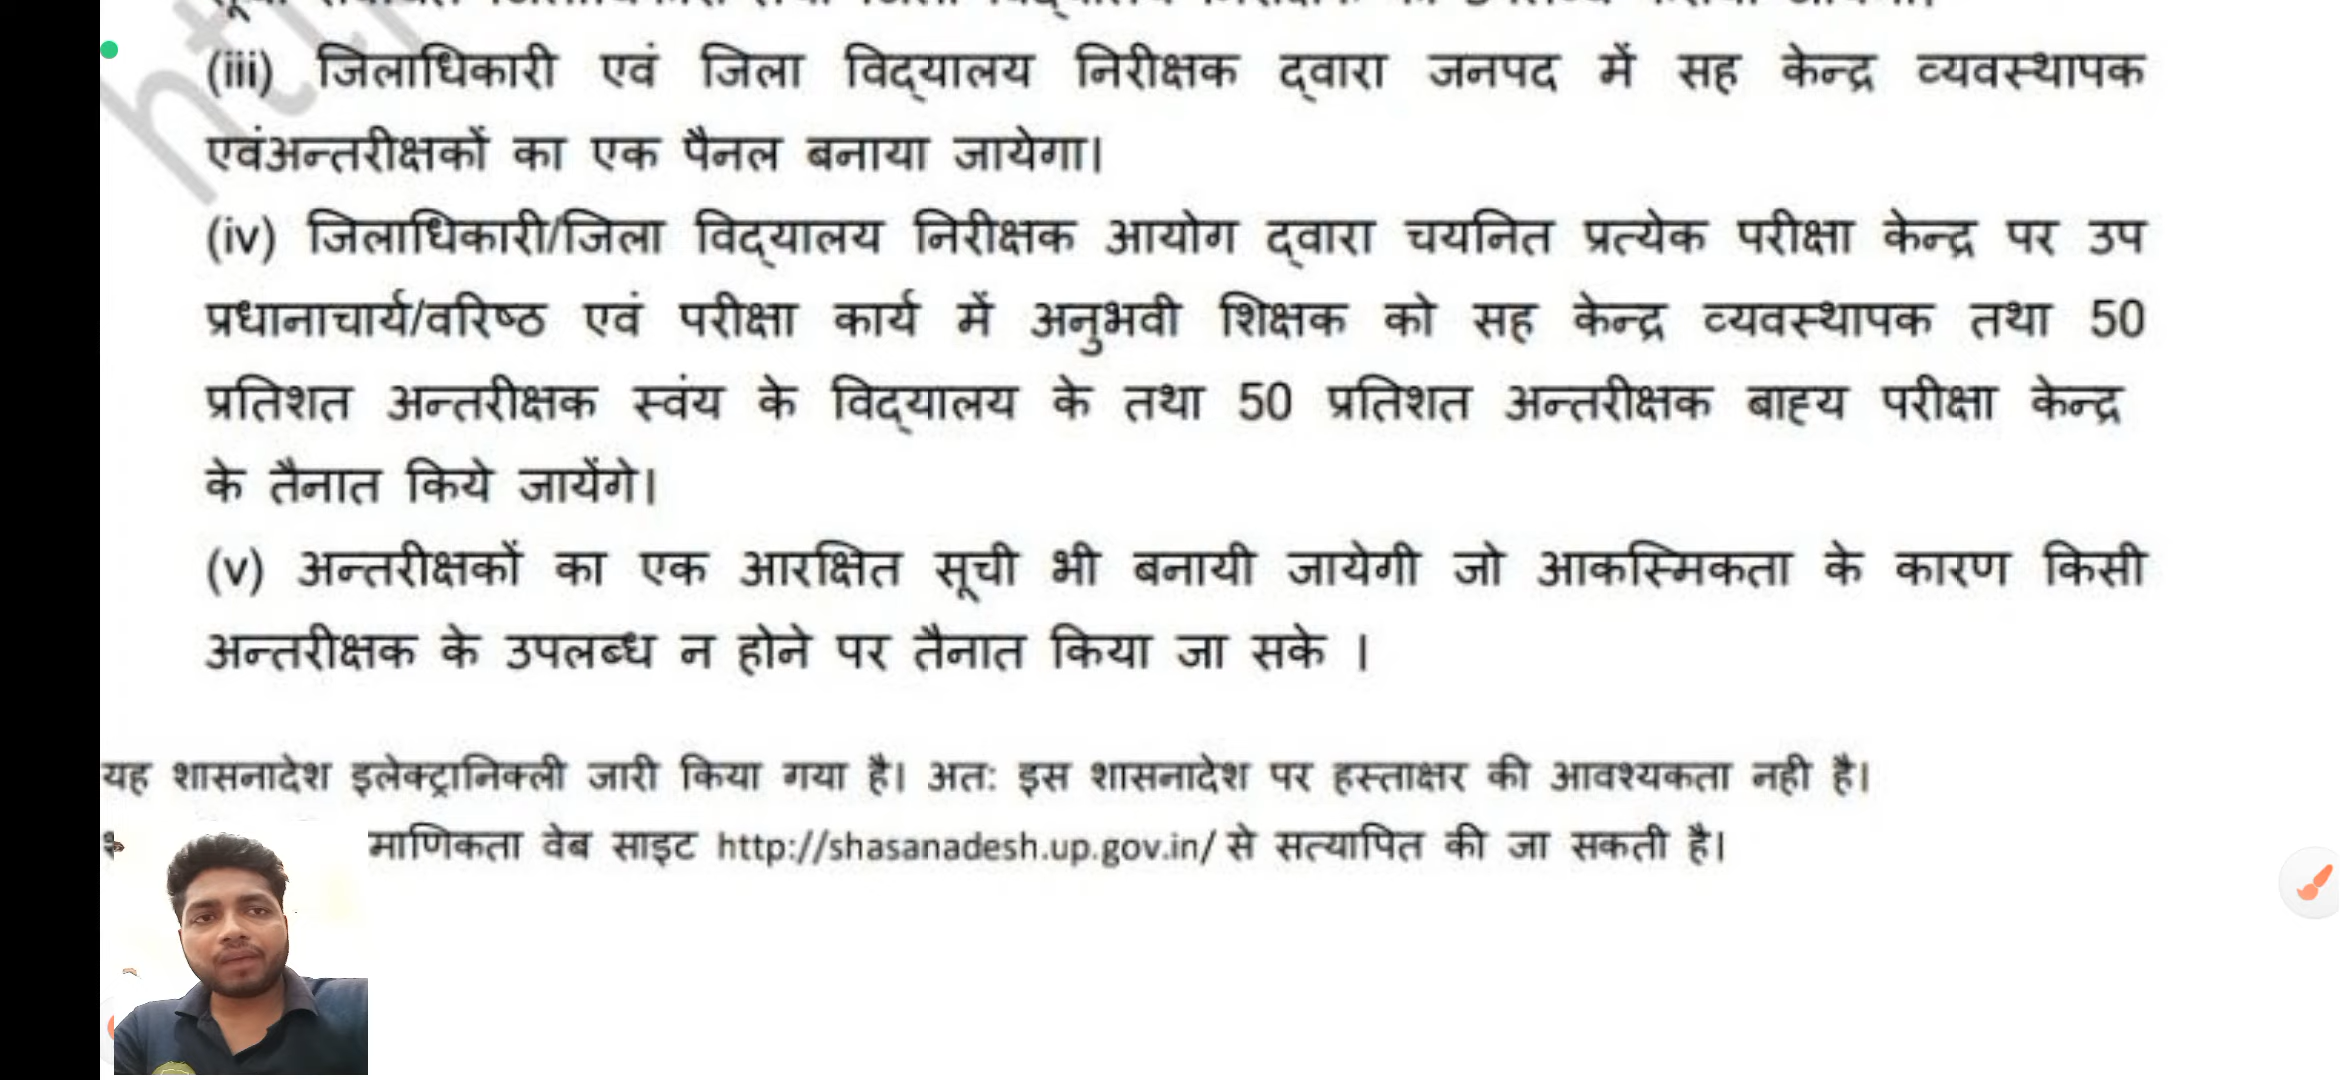 (iii) जिलाधिकारी एवं जिला विद्यालय निरीक्षक द्वारा जनपद में सह केन्द्र व्यवस्थापक
एवंअन्तरीक्षकों का एक पैनल बनाया जायेगा।
(iv) जिलाधिकारी/जिला विद्यालय निरीक्षक आयोग द्वारा चयनित प्रत्येक परीक्षा केन्द्र पर उप
प्रधानाचार्य/वरिष्ठ एवं परीक्षा कार्य में अनुभवी शिक्षक को सह केन्द्र व्यवस्थापक तथा 50
प्रतिशत अन्तरीक्षक स्वंय के विद्यालय के तथा 50 प्रतिशत अन्तरीक्षक बाह्य परीक्षा केन्द्र
के तैनात किये जायेंगे।
(v) अन्तरीक्षकों का एक आरक्षित सूची भी बनायी जायेगी जो आकस्मिकता के कारण किसी
अन्तरीक्षक के उपलब्ध न होने पर तैनात किया जा सके ।
यह शासनादेश इलेक्ट्रानिक्ली जारी किया गया है। अतः इस शासनादेश पर हस्ताक्षर की आवश्यकता नही है।
माणिकता वेब साइट http://shasanadesh.up.gov.in/ से सत्यापित की जा सकती है।